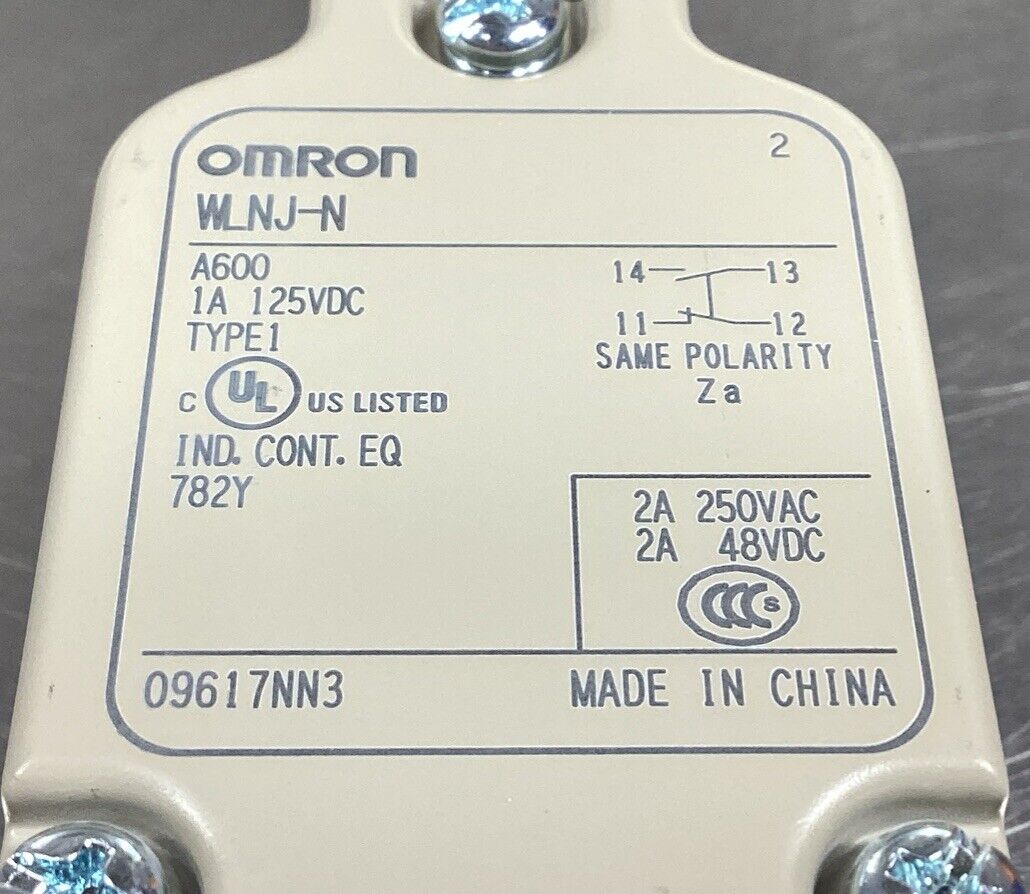 OMRON
2
WLNJ-N
A600
1A 125VDC
TYPE1
C UL US LISTED
IND. CONT. EQ
782Y
14 13
11 12
SAME POLARITY
Za
2A 250VAC
2A 48VDC
CCC S
09617NN3
MADE IN CHINA